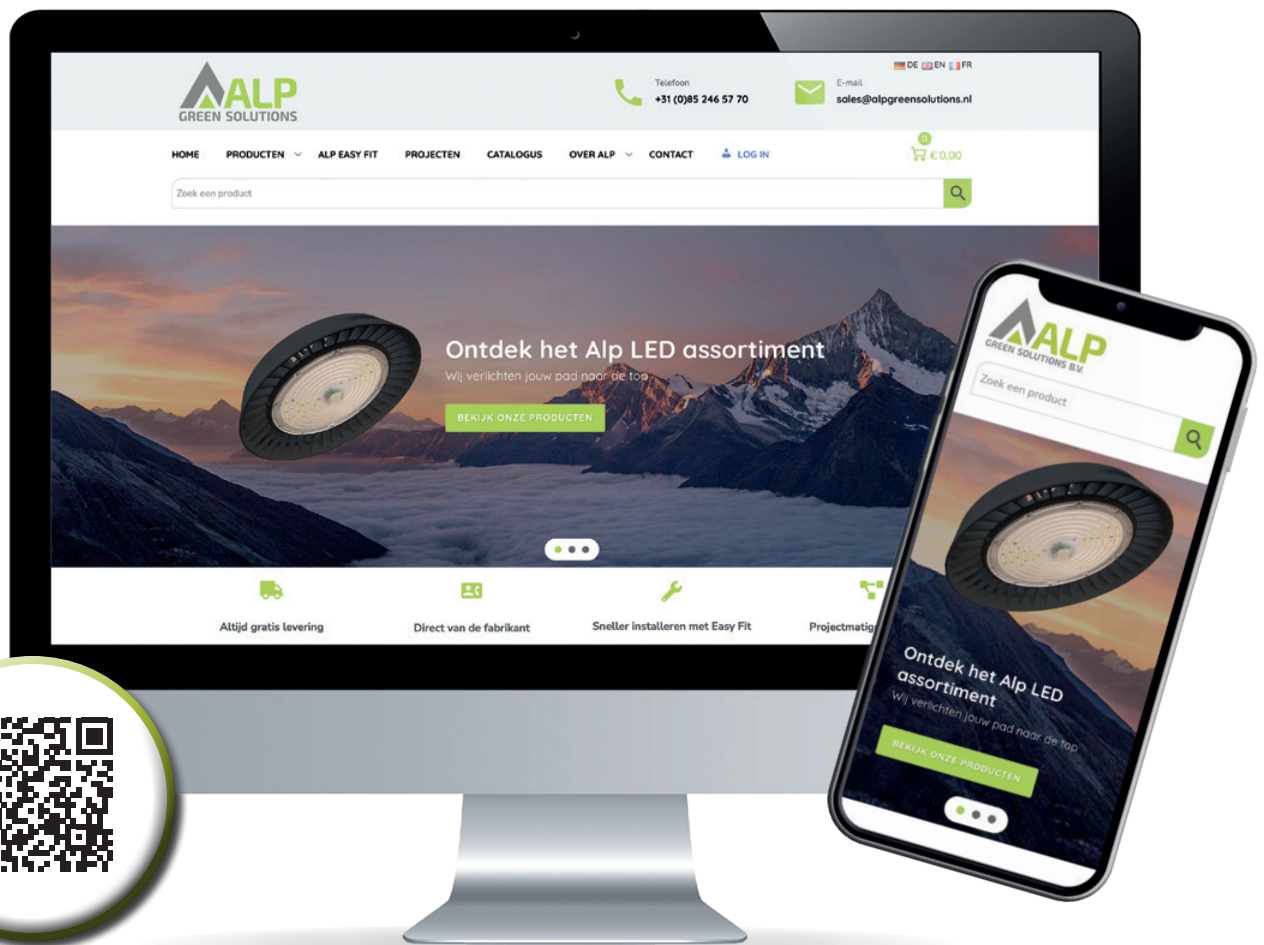 DE EN FR
ALP
GREEN SOLUTIONS
Telefoon
+31 (0)85 246 57 70
E-mail
sales@alpgreensolutions.nl
HOME PRODUCTEN ALP EASY FIT PROJECTEN CATALOGUS OVER ALP CONTACT LOG IN
0
€ 0,00
Zoek een product
Ontdek het Alp LED assortiment
Wij verlichten jouw pad naar de top
BEKIJK ONZE PRODUCTEN
Altijd gratis levering
Direct van de fabrikant
Sneller installeren met Easy Fit
Projectmatig
ALP
GREEN SOLUTIONS B.V.
Zoek een product
Ontdek het Alp LED
assortiment
Wij verlichten jouw pad naar de top
BEKIJK ONZE PRODUCTEN